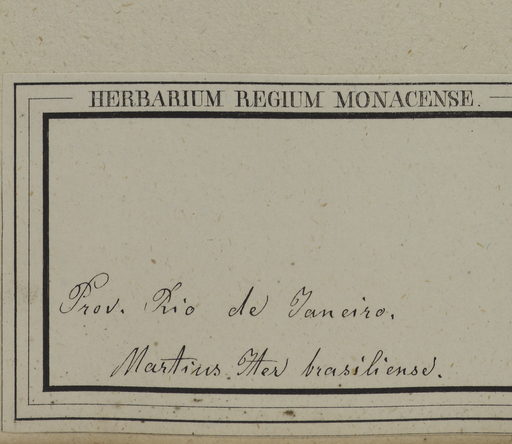 HERBARIUM REGIUM MONACENSE.
Prov. Rio de Janeiro.
Martius Iter brasiliense.